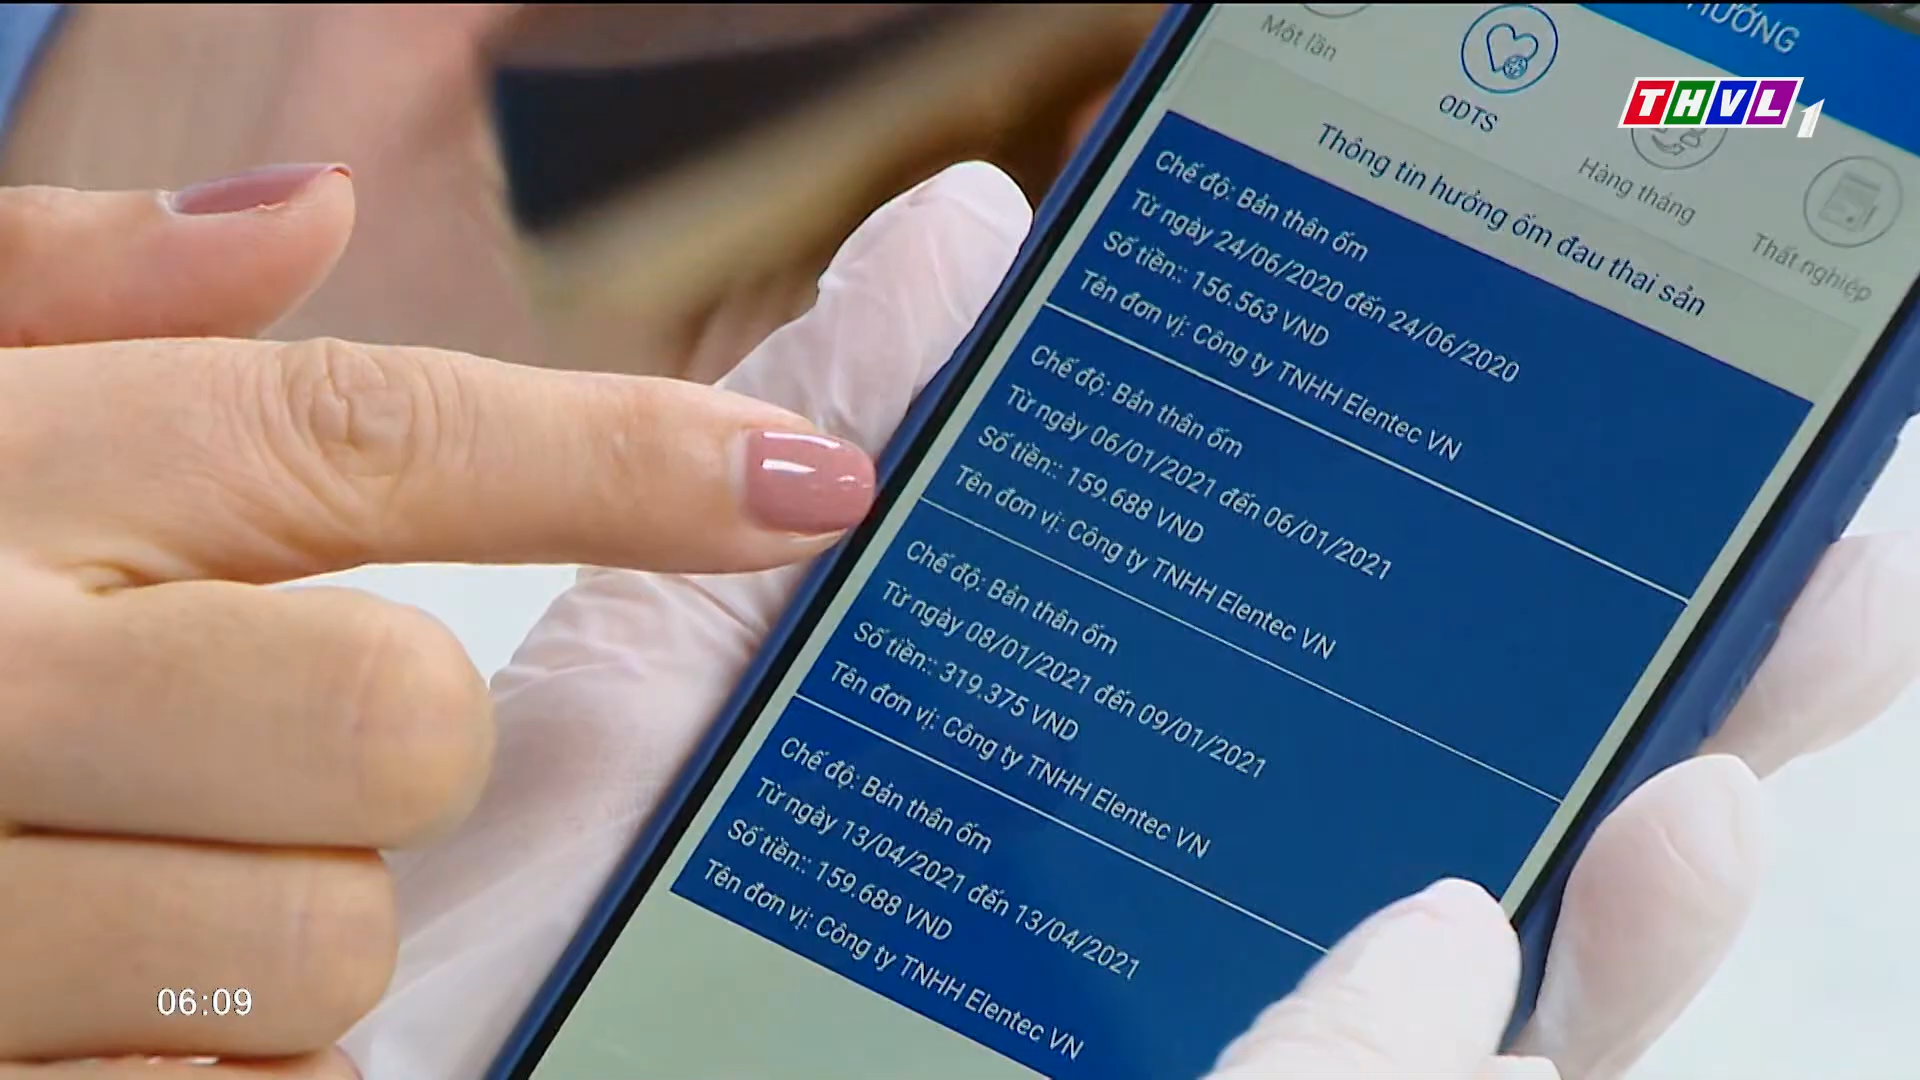 HƯỞNG
Một lần
ODTS
Hàng tháng
Thất nghiệp
THVL1
Thông tin hưởng ốm đau thai sản
Chế độ: Bản thân ốm
Từ ngày 24/06/2020 đến 24/06/2020
Số tiền:: 156.563 VND
Tên đơn vị: Công ty TNHH Elentec VN
Chế độ: Bản thân ốm
Từ ngày 06/01/2021 đến 06/01/2021
Số tiền:: 159.688 VND
Tên đơn vị: Công ty TNHH Elentec VN
Chế độ: Bản thân ốm
Từ ngày 08/01/2021 đến 09/01/2021
Số tiền:: 319.375 VND
Tên đơn vị: Công ty TNHH Elentec VN
Chế độ: Bản thân ốm
Từ ngày 13/04/2021 đến 13/04/2021
Số tiền:: 159.688 VND
Tên đơn vị: Công ty TNHH Elentec VN
06:09